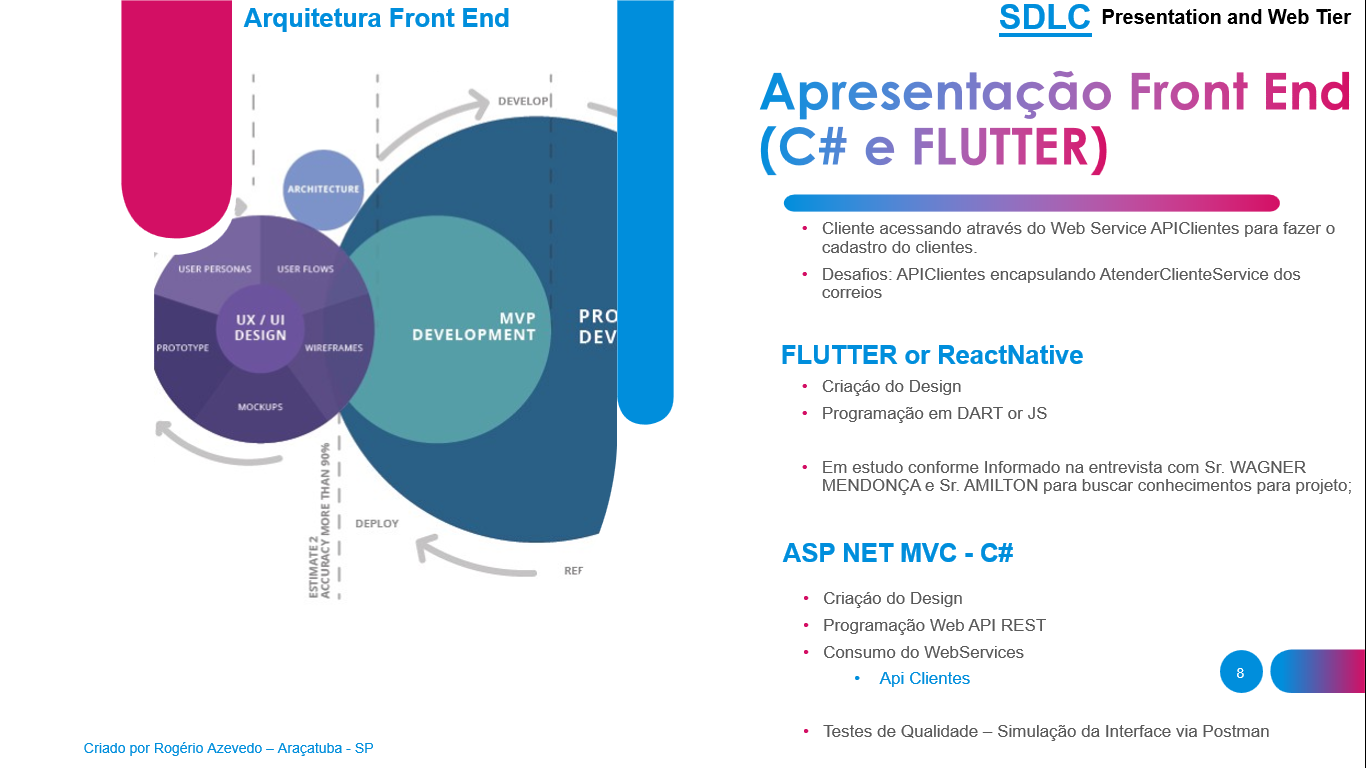 Arquitetura Front End
SDLC Presentation and Web Tier
Apresentação Front End
(C# e FLUTTER)
DEVELOP
ARCHITECTURE
USER PERSONAS
USER FLOWS
UX / UI
DESIGN
PROTOTYPE
WIREFRAMES
MOCKUPS
MVP
DEVELOPMENT
PRO
DEV
ESTIMATE 2
ACCURACY MORE THAN 90%
DEPLOY
REF
• Cliente acessando através do Web Service APIClientes para fazer o
cadastro do clientes.
• Desafios: APIClientes encapsulando AtenderClienteService dos
correios
FLUTTER or ReactNative
• Criaçáo do Design
• Programação em DART or JS
• Em estudo conforme Informado na entrevista com Sr. WAGNER
MENDONÇA e Sr. AMILTON para buscar conhecimentos para projeto;
ASP NET MVC - C#
• Criaçáo do Design
• Programação Web API REST
• Consumo do WebServices
• Api Clientes
8
• Testes de Qualidade – Simulação da Interface via Postman
Criado por Rogério Azevedo – Araçatuba - SP